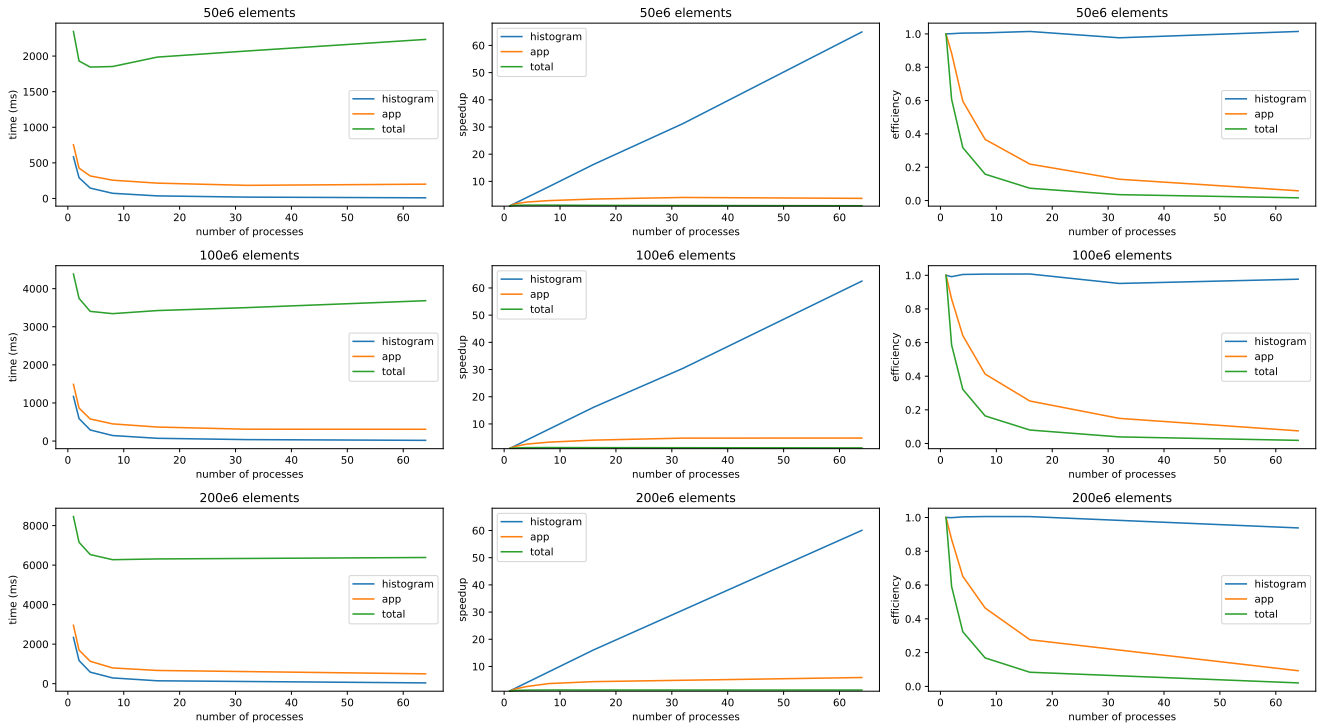 50e6 elements
time (ms)
2000
1500
1000
500
0
histogram
app
total
0 10 20 30 40 50 60
number of processes
50e6 elements
speedup
60
50
40
30
20
10
histogram
app
total
0 10 20 30 40 50 60
number of processes
50e6 elements
efficiency
1.0
0.8
0.6
0.4
0.2
0.0
histogram
app
total
0 10 20 30 40 50 60
number of processes
100e6 elements
time (ms)
4000
3000
2000
1000
0
histogram
app
total
0 10 20 30 40 50 60
number of processes
100e6 elements
speedup
60
50
40
30
20
10
histogram
app
total
0 10 20 30 40 50 60
number of processes
100e6 elements
efficiency
1.0
0.8
0.6
0.4
0.2
0.0
histogram
app
total
0 10 20 30 40 50 60
number of processes
200e6 elements
time (ms)
8000
6000
4000
2000
0
histogram
app
total
0 10 20 30 40 50 60
number of processes
200e6 elements
speedup
60
50
40
30
20
10
histogram
app
total
0 10 20 30 40 50 60
number of processes
200e6 elements
efficiency
1.0
0.8
0.6
0.4
0.2
0.0
histogram
app
total
0 10 20 30 40 50 60
number of processes